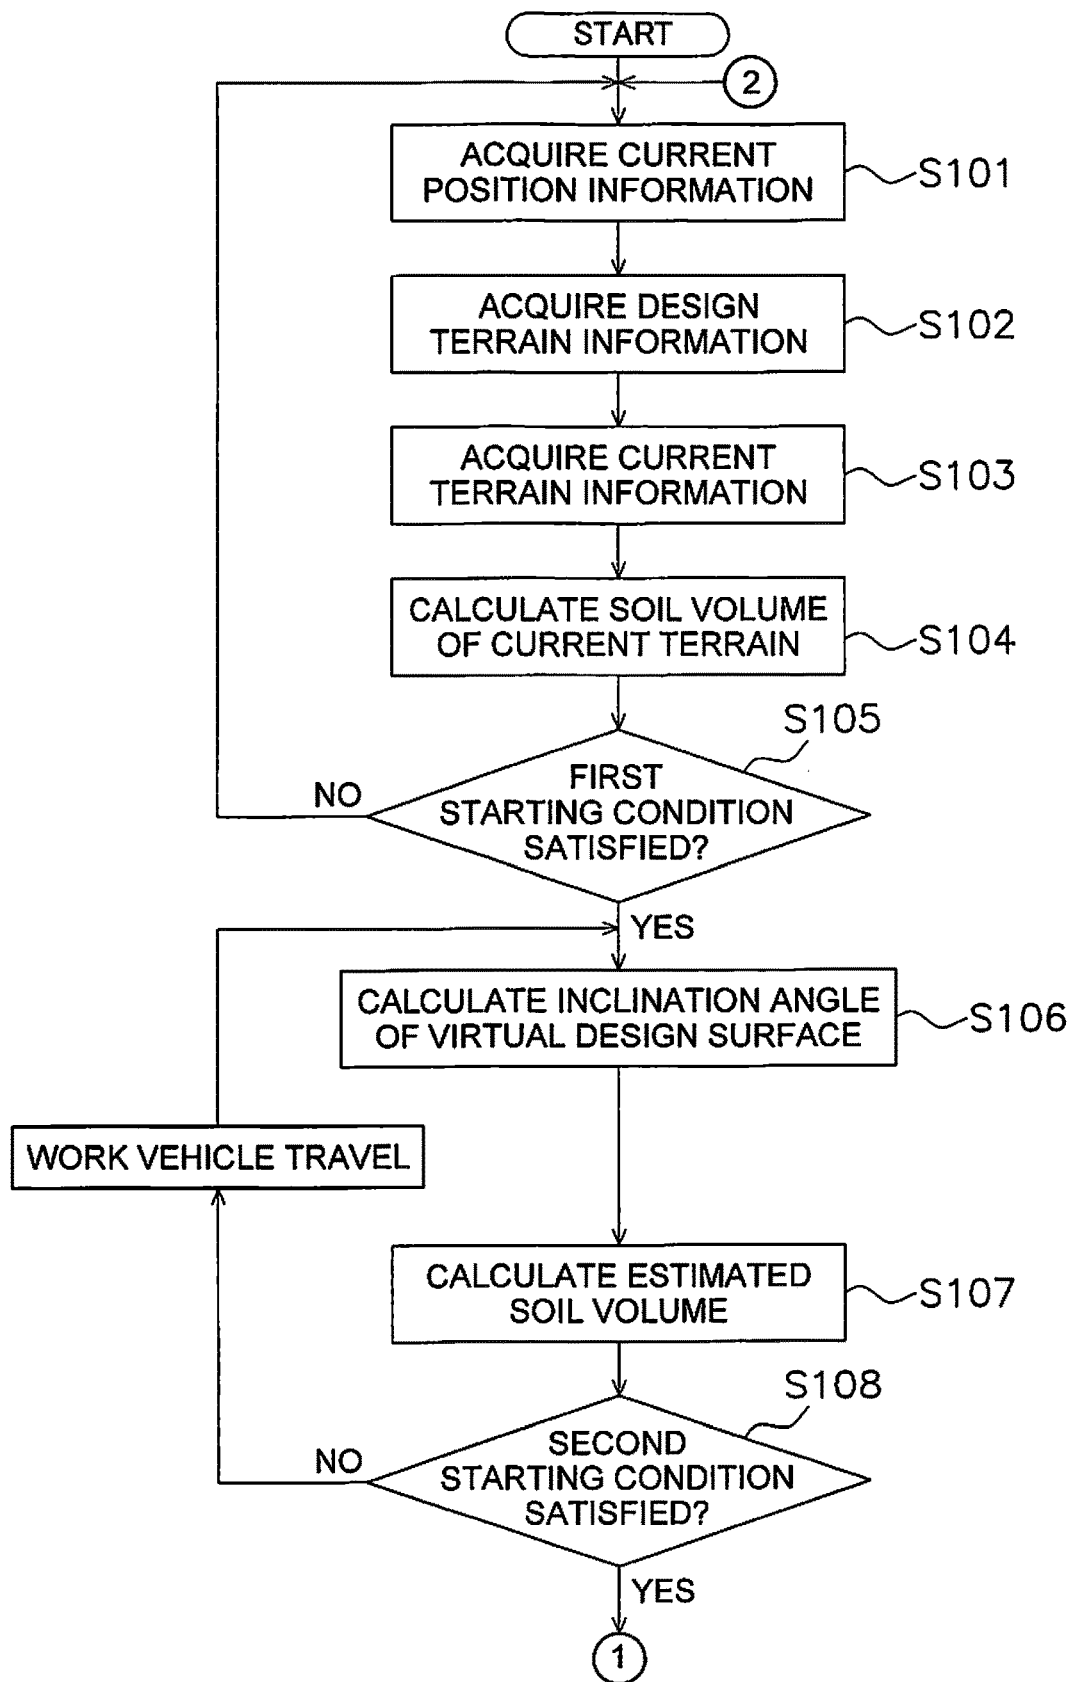 START
2
ACQUIRE CURRENT
POSITION INFORMATION
S101
ACQUIRE DESIGN
TERRAIN INFORMATION
S102
ACQUIRE CURRENT
TERRAIN INFORMATION
S103
CALCULATE SOIL VOLUME
OF CURRENT TERRAIN
S104
S105
FIRST
STARTING CONDITION
SATISFIED?
NO
YES
CALCULATE INCLINATION ANGLE
OF VIRTUAL DESIGN SURFACE
S106
WORK VEHICLE TRAVEL
CALCULATE ESTIMATED
SOIL VOLUME
S107
S108
SECOND
STARTING CONDITION
SATISFIED?
NO
YES
1